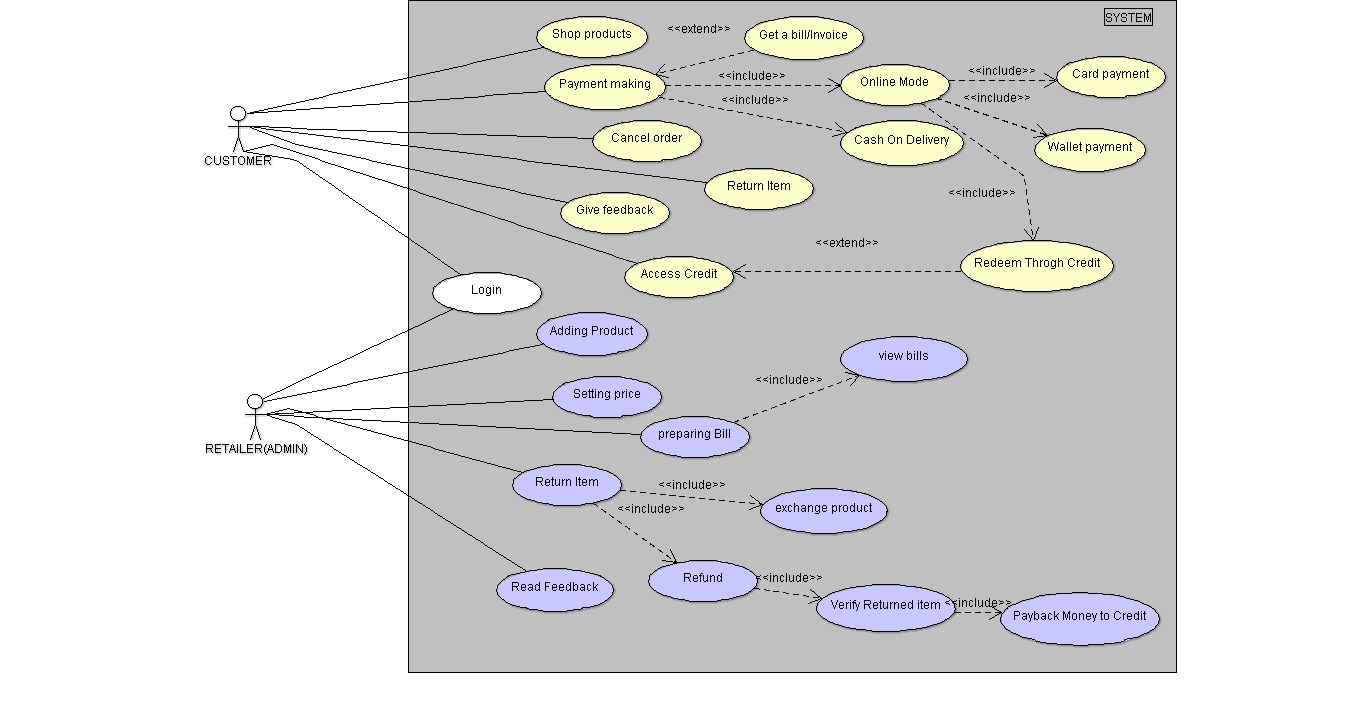 SYSTEM
Shop products
<<extend>>
Get a bill/Invoice
Payment making
<<include>>
Online Mode
<<include>>
Card payment
<<include>>
<<include>>
Cancel order
Cash On Delivery
Wallet payment
CUSTOMER
Return Item
<<include>>
Give feedback
<<extend>>
Access Credit
Redeem Throgh Credit
Login
Adding Product
view bills
<<include>>
Setting price
preparing Bill
RETAILER(ADMIN)
Return Item
<<include>>
<<include>>
exchange product
Read Feedback
Refund
<<include>>
Verify Returned item
<<include>>
Payback Money to Credit